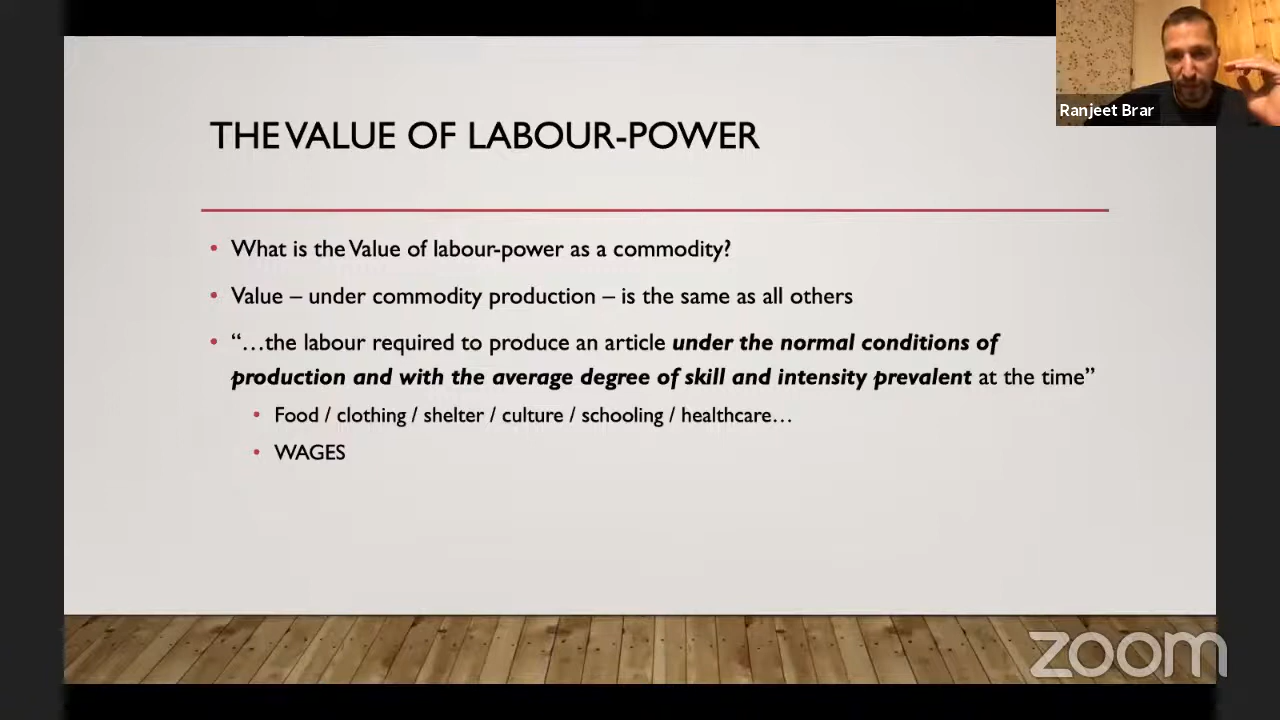 Ranjeet Brar
THE VALUE OF LABOUR-POWER
• What is the Value of labour-power as a commodity?
• Value – under commodity production – is the same as all others
• “…the labour required to produce an article under the normal conditions of
production and with the average degree of skill and intensity prevalent at the time”
• Food / clothing / shelter / culture / schooling / healthcare…
• WAGES
zoom